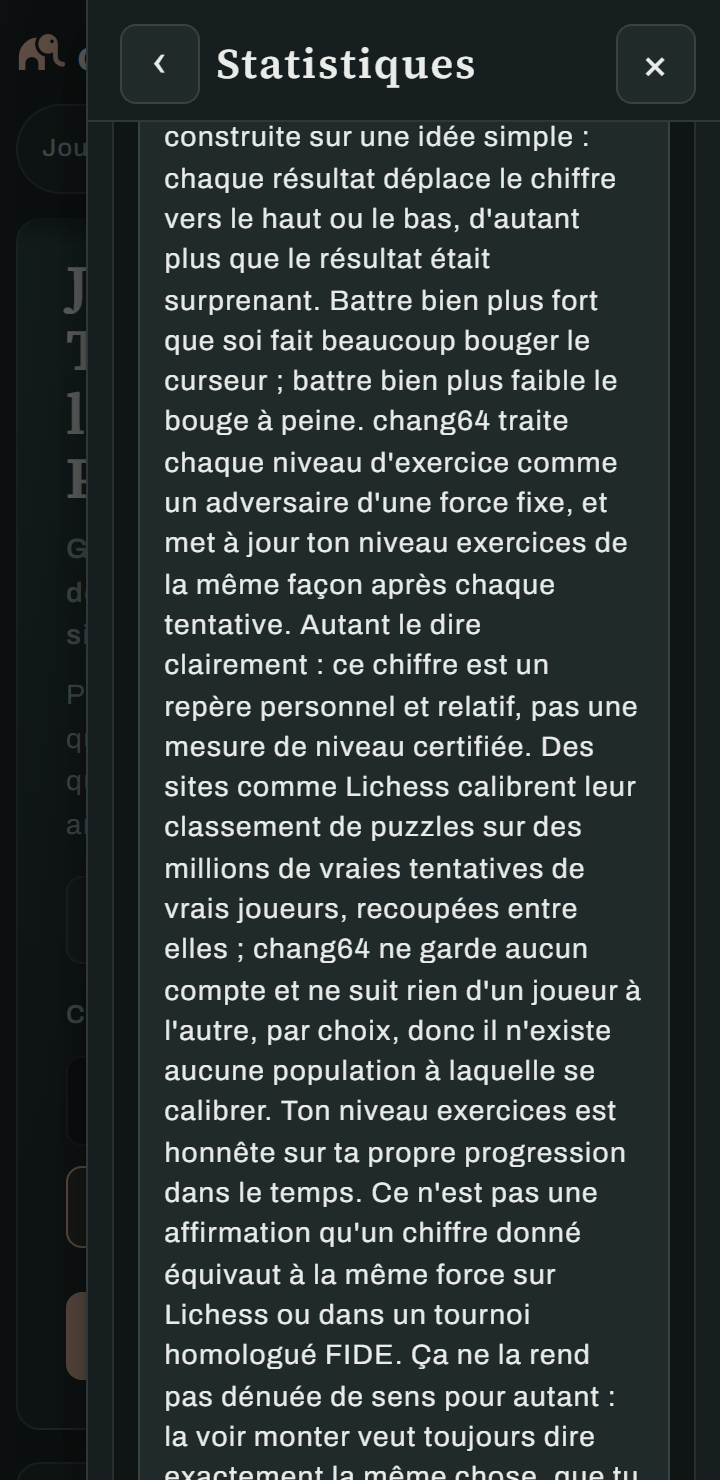 ‹ Statistiques ×
Jou
construite sur une idée simple :
chaque résultat déplace le chiffre
vers le haut ou le bas, d'autant
plus que le résultat était
surprenant. Battre bien plus fort
que soi fait beaucoup bouger le
curseur ; battre bien plus faible le
bouge à peine. chang64 traite
chaque niveau d'exercice comme
un adversaire d'une force fixe, et
met à jour ton niveau exercices de
la même façon après chaque
tentative. Autant le dire
clairement : ce chiffre est un
repère personnel et relatif, pas une
mesure de niveau certifiée. Des
sites comme Lichess calibrent leur
classement de puzzles sur des
millions de vraies tentatives de
vrais joueurs, recoupées entre
elles ; chang64 ne garde aucun
compte et ne suit rien d'un joueur à
l'autre, par choix, donc il n'existe
aucune population à laquelle se
calibrer. Ton niveau exercices est
honnête sur ta propre progression
dans le temps. Ce n'est pas une
affirmation qu'un chiffre donné
équivaut à la même force sur
Lichess ou dans un tournoi
homologué FIDE. Ça ne la rend
pas dénuée de sens pour autant :
la voir monter veut toujours dire
exactement la même chose, que tu